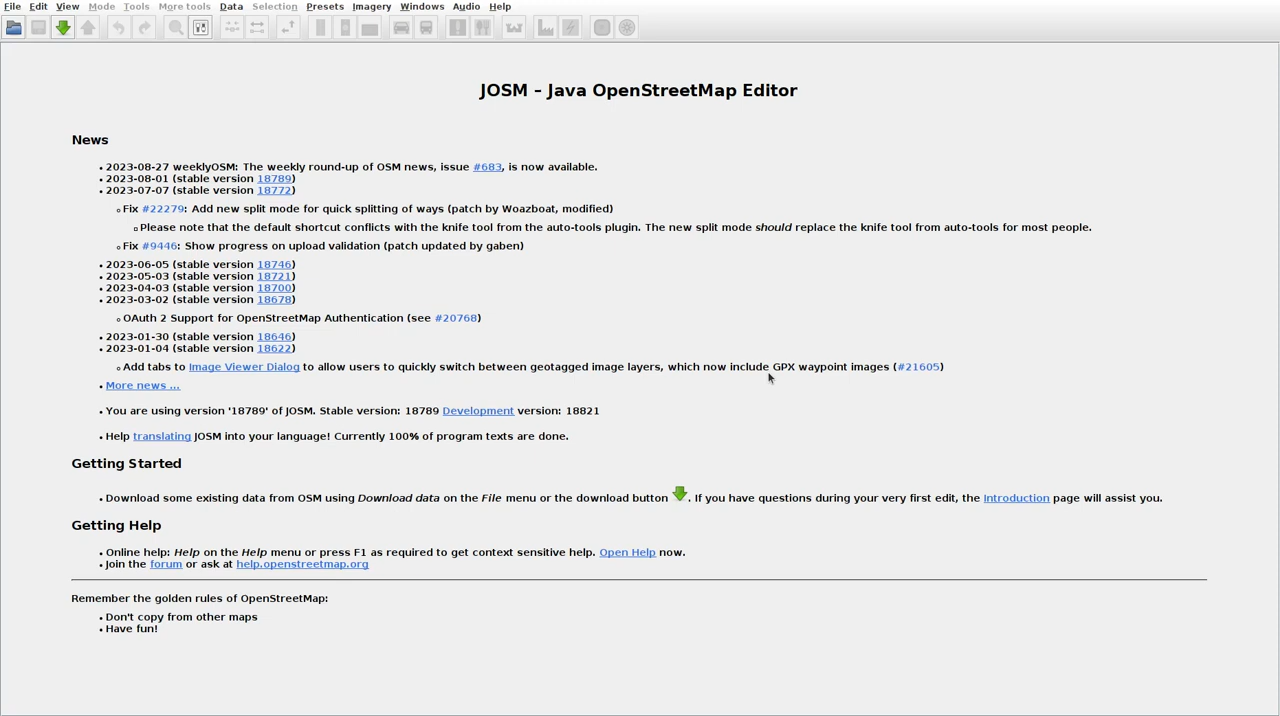 File Edit View Mode Tools More tools Data Selection Presets Imagery Windows Audio Help
JOSM – Java OpenStreetMap Editor
News
2023-08-27 weeklyOSM: The weekly round-up of OSM news, issue #683, is now available.
2023-08-01 (stable version 18789)
2023-07-07 (stable version 18772)
Fix #22279: Add new split mode for quick splitting of ways (patch by Woazboat, modified)
Please note that the default shortcut conflicts with the knife tool from the auto-tools plugin. The new split mode should replace the knife tool from auto-tools for most people.
Fix #9446: Show progress on upload validation (patch updated by gaben)
2023-06-05 (stable version 18746)
2023-05-03 (stable version 18721)
2023-04-03 (stable version 18700)
2023-03-02 (stable version 18678)
OAuth 2 Support for OpenStreetMap Authentication (see #20768)
2023-01-30 (stable version 18646)
2023-01-04 (stable version 18622)
Add tabs to Image Viewer Dialog to allow users to quickly switch between geotagged image layers, which now include GPX waypoint images (#21605)
More news ...
You are using version '18789' of JOSM. Stable version: 18789 Development version: 18821
Help translating JOSM into your language! Currently 100% of program texts are done.
Getting Started
Download some existing data from OSM using Download data on the File menu or the download button . If you have questions during your very first edit, the Introduction page will assist you.
Getting Help
Online help: Help on the Help menu or press F1 as required to get context sensitive help. Open Help now.
Join the forum or ask at help.openstreetmap.org
Remember the golden rules of OpenStreetMap:
Don't copy from other maps
Have fun!